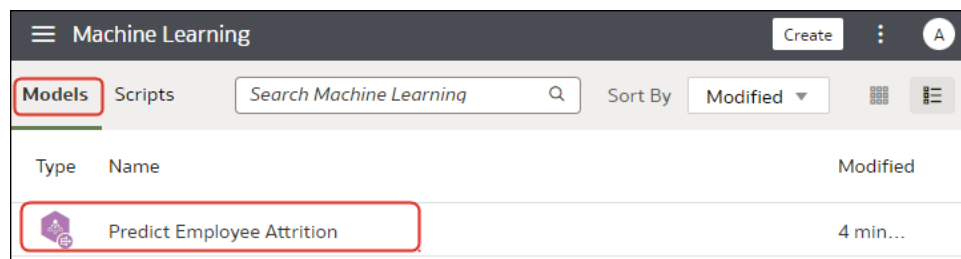 Machine Learning Create A
Models Scripts Search Machine Learning Sort By Modified
Type Name Modified
Predict Employee Attrition 4 min...